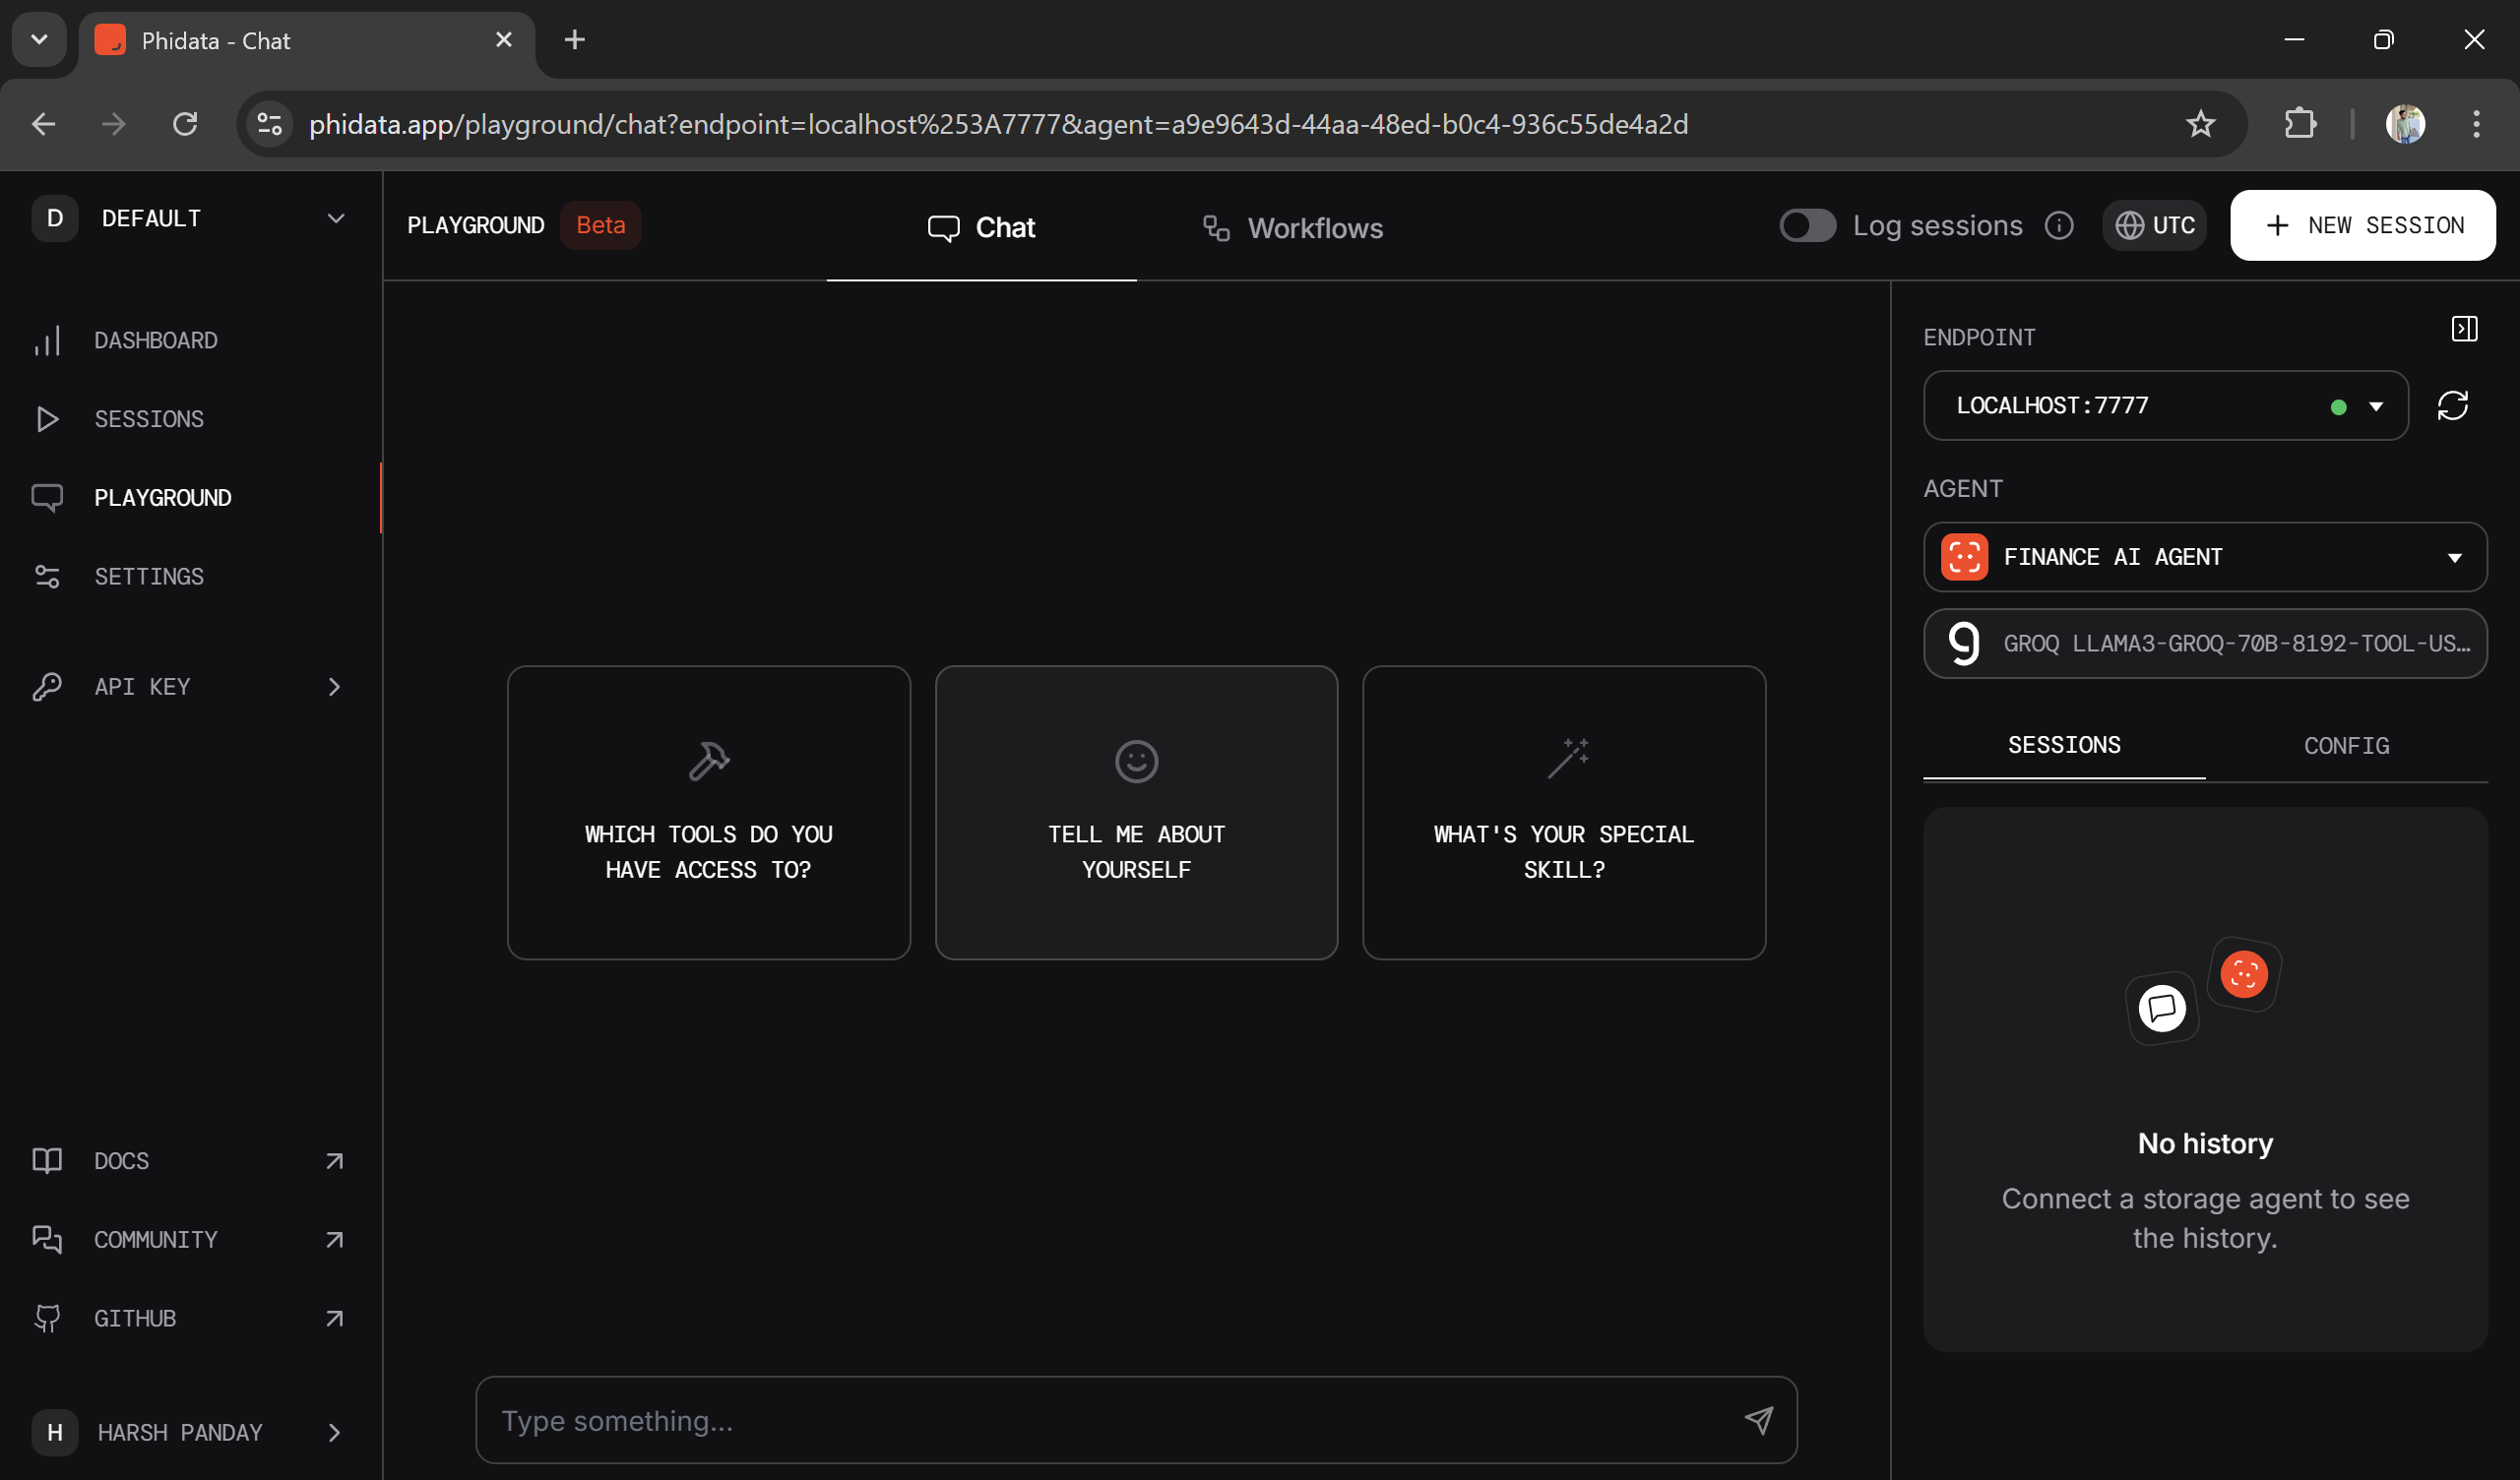 Phidata - Chat
phidata.app/playground/chat?endpoint=localhost%253A7777&agent=a9e9643d-44aa-48ed-b0c4-936c55de4a2d
D DEFAULT
DASHBOARD
SESSIONS
PLAYGROUND
SETTINGS
API KEY
DOCS
COMMUNITY
GITHUB
H HARSH PANDAY
PLAYGROUND Beta
Chat
Workflows
Log sessions
UTC
+ NEW SESSION
WHICH TOOLS DO YOU
HAVE ACCESS TO?
TELL ME ABOUT
YOURSELF
WHAT'S YOUR SPECIAL
SKILL?
Type something...
ENDPOINT
LOCALHOST:7777
AGENT
FINANCE AI AGENT
GROQ LLAMA3-GROQ-70B-8192-TOOL-US...
SESSIONS
CONFIG
No history
Connect a storage agent to see
the history.